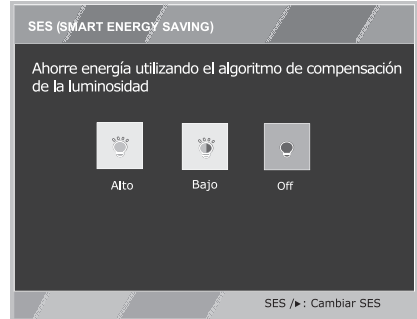 SES (SMART ENERGY SAVING)
Ahorre energía utilizando el algoritmo de compensación
de la luminosidad
Alto Bajo Off
SES /►: Cambiar SES